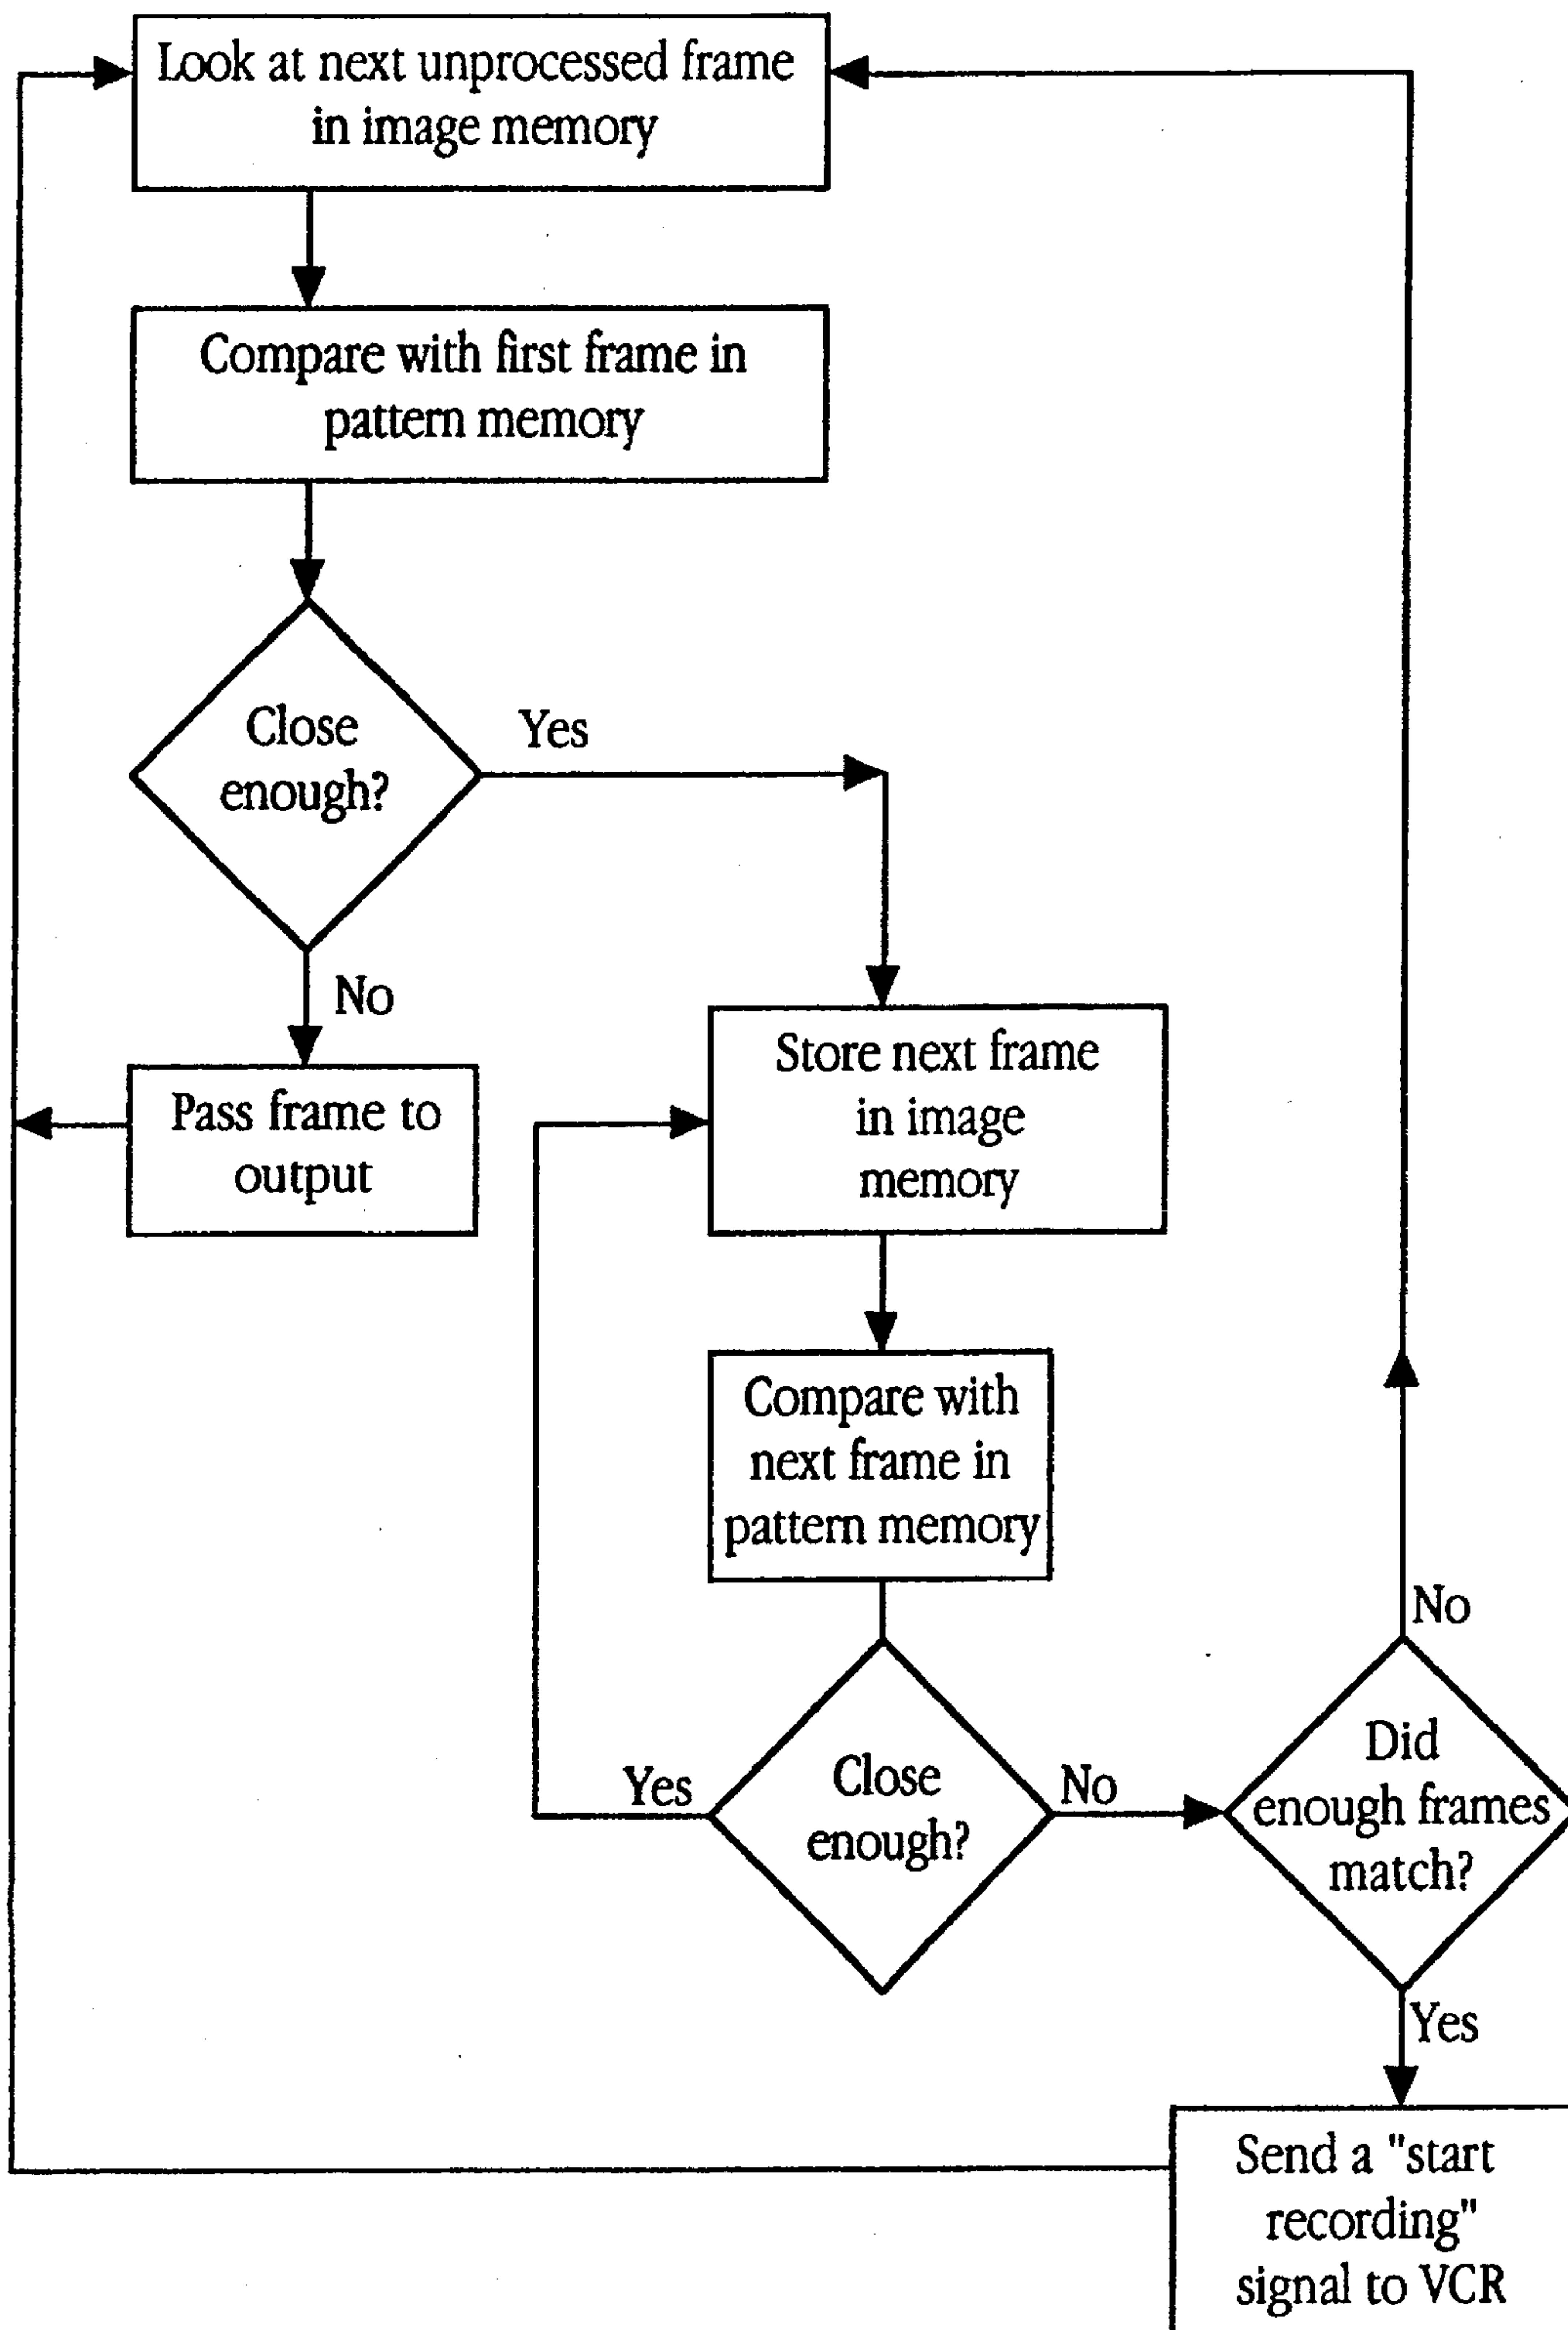 Look at next unprocessed frame
in image memory
Compare with first frame in
pattern memory
Close
enough?
Yes
No
Pass frame to
output
Store next frame
in image
memory
Compare with
next frame in
pattern memory
Close
enough?
Yes
No
Did
enough frames
match?
No
Yes
Send a "start
recording"
signal to VCR